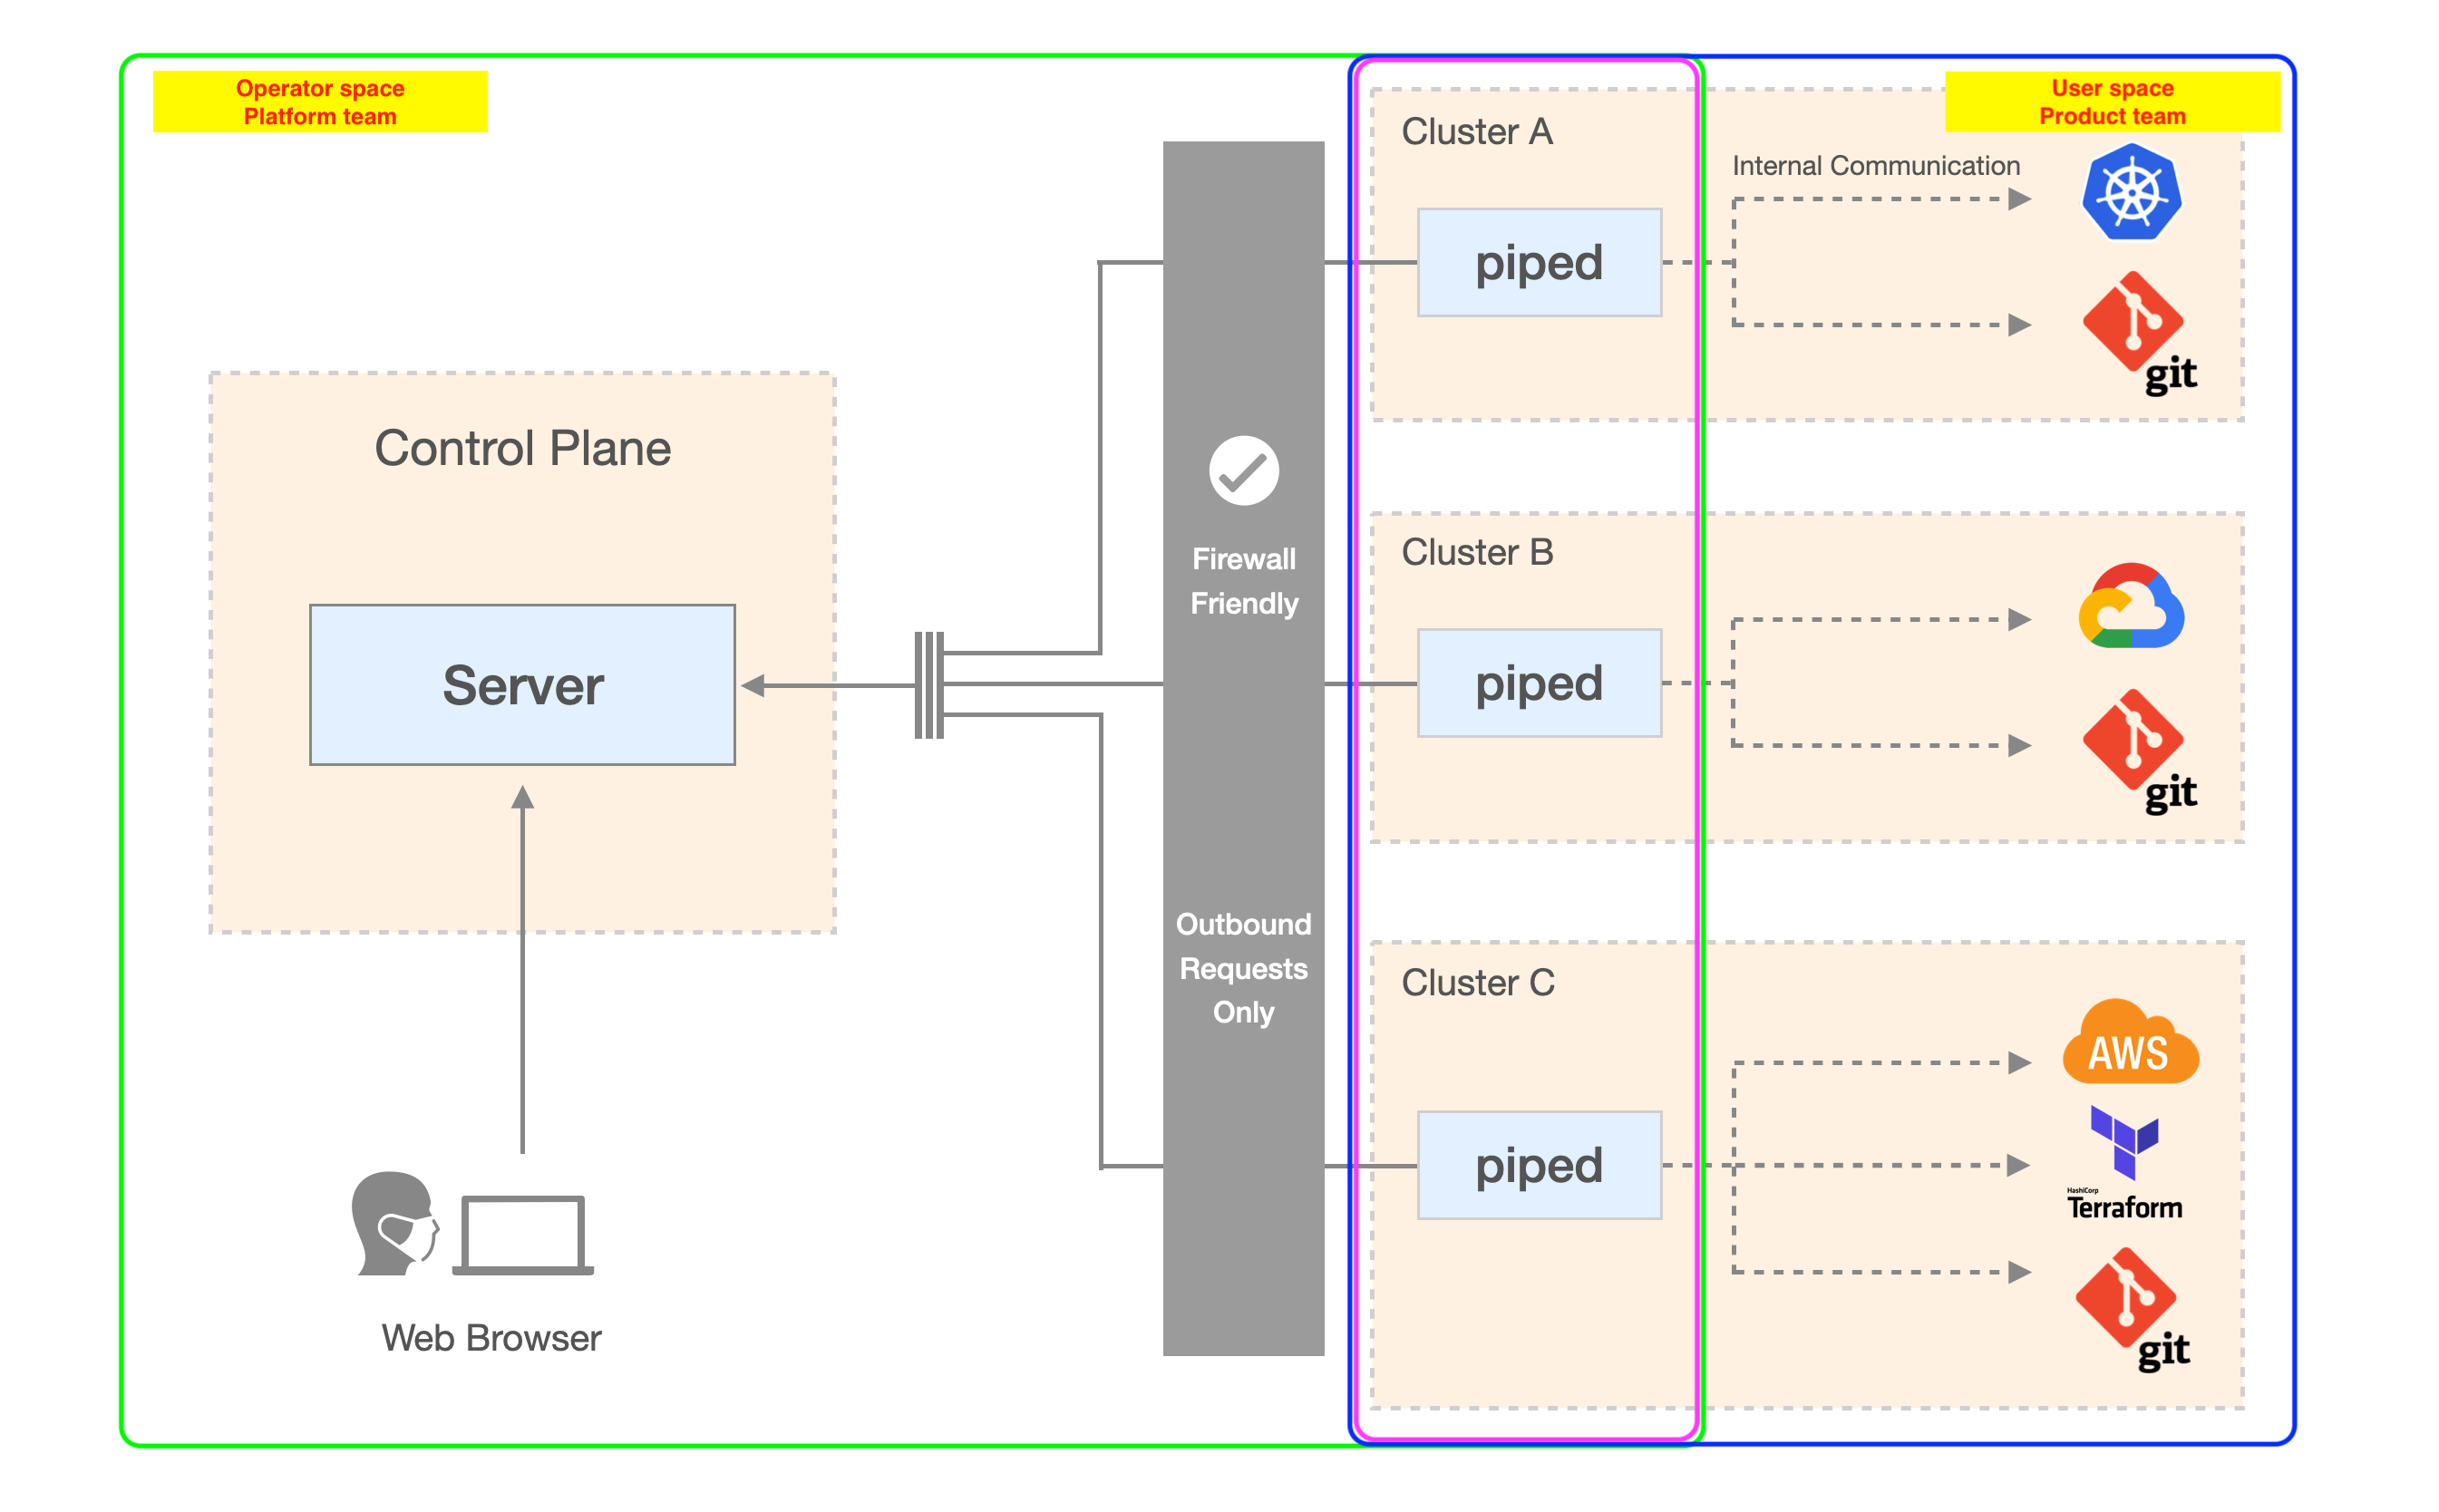 Operator space
Platform team
User space
Product team
Cluster A
Internal Communication
piped
git
Control Plane
Server
Firewall
Friendly
Cluster B
piped
git
Outbound
Requests
Only
Cluster C
AWS
piped
HashiCorp
Terraform
git
Web Browser